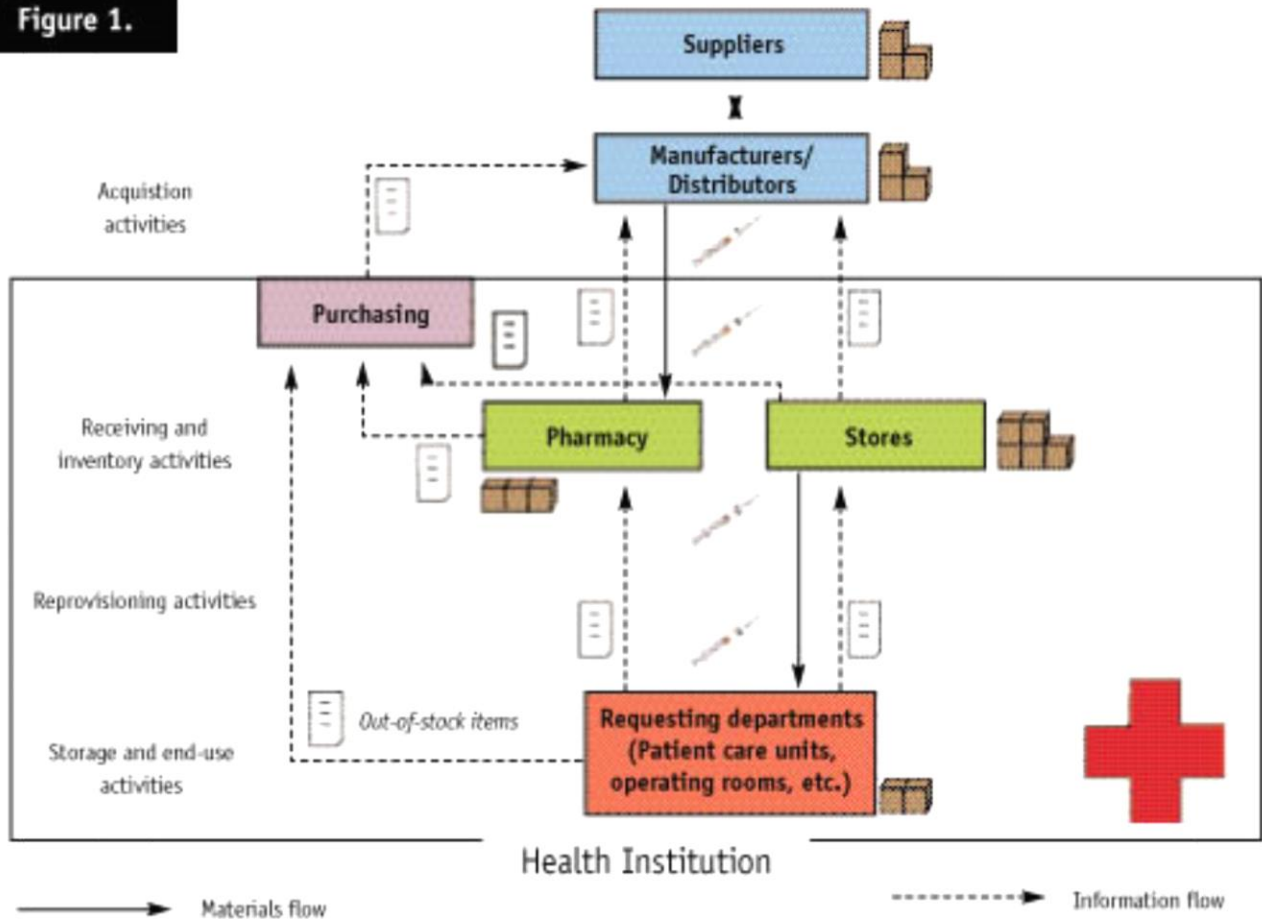 Figure 1.
Suppliers
Manufacturers/
Distributors
Acquistion
activities
Purchasing
Receiving and
inventory activities
Pharmacy
Stores
Reprovisioning activities
Out-of-stock items
Requesting departments
(Patient care units,
operating rooms, etc.)
Storage and end-use
activities
Health Institution
Materials flow
Information flow